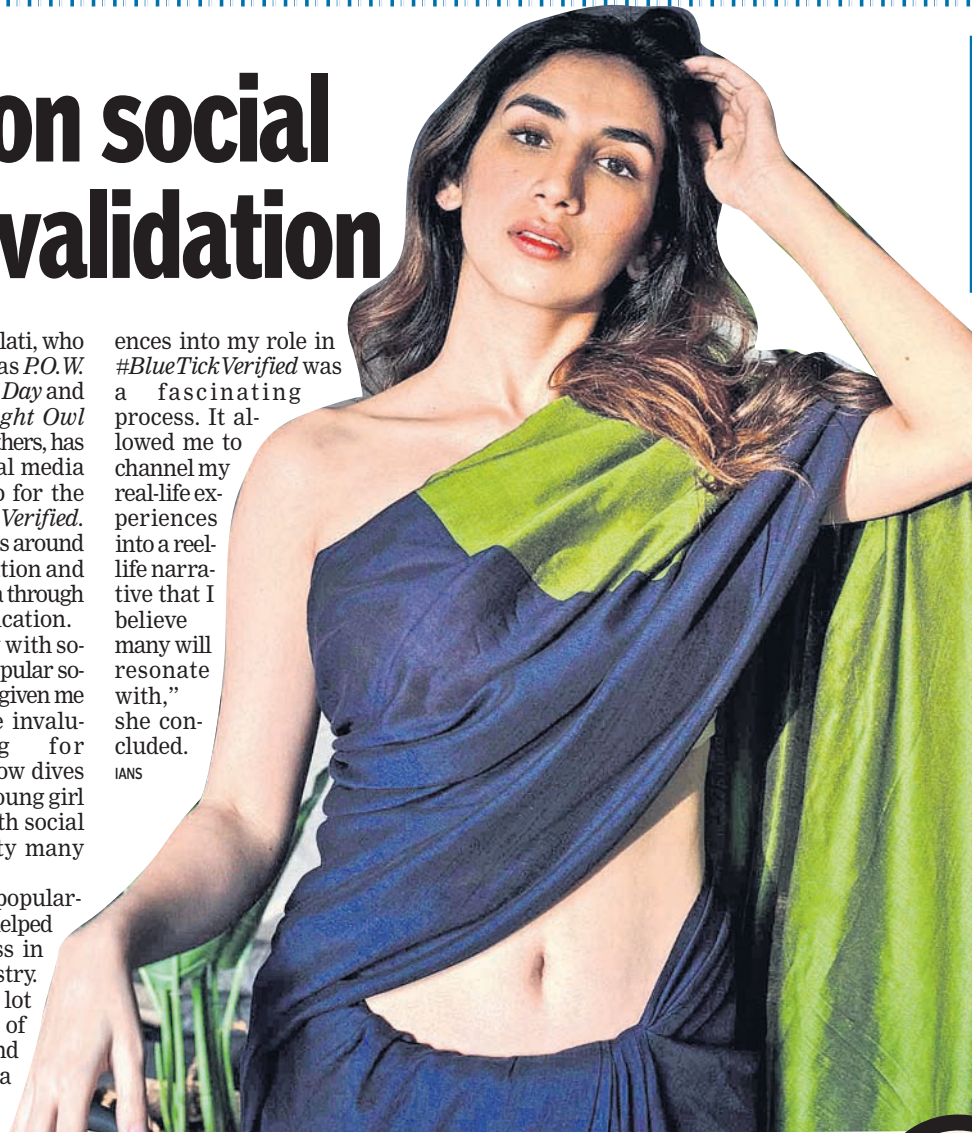 on social
validation
lati, who
as P.O.W.
Day and
ght Owl
hers, has
al media
p for the
Verified.
s around
tion and
through
cation.
with so-
pular so-
given me
e invalu-
g for
ow dives
oung girl
th social
ty many
popular-
elped
ss in
stry.
lot
of
nd
a
ences into my role in
#BlueTickVerified was
a fascinating
process. It al-
lowed me to
channel my
real-life ex-
periences
into a reel-
life narra-
tive that I
believe
many will
resonate
with,”
she con-
cluded.
IANS